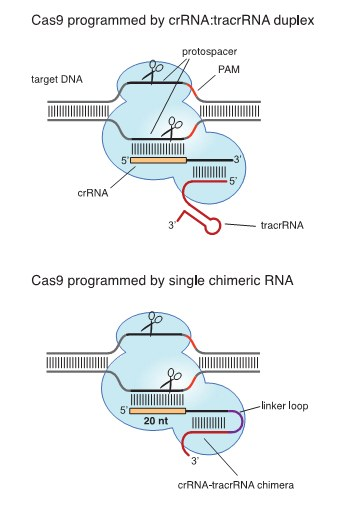 Cas9 programmed by crRNA:tracrRNA duplex
protospacer
target DNA
PAM
5'
3'
5'
crRNA
3'
tracrRNA
Cas9 programmed by single chimeric RNA
linker loop
5'
20 nt
3'
crRNA-tracrRNA chimera